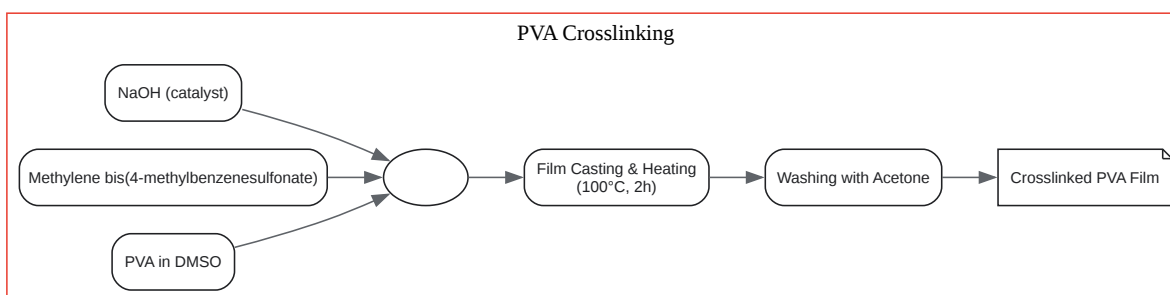 PVA Crosslinking
NaOH (catalyst)
Methylene bis(4-methylbenzenesulfonate)
PVA in DMSO
Film Casting & Heating
(100°C, 2h)
Washing with Acetone
Crosslinked PVA Film